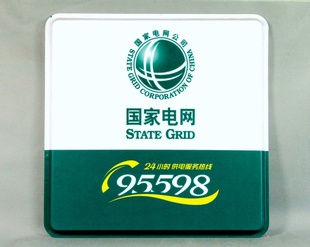 国家电网公司
STATE GRID CORPORATION OF CHINA
国家电网
STATE GRID
24小时供电服务热线
95598